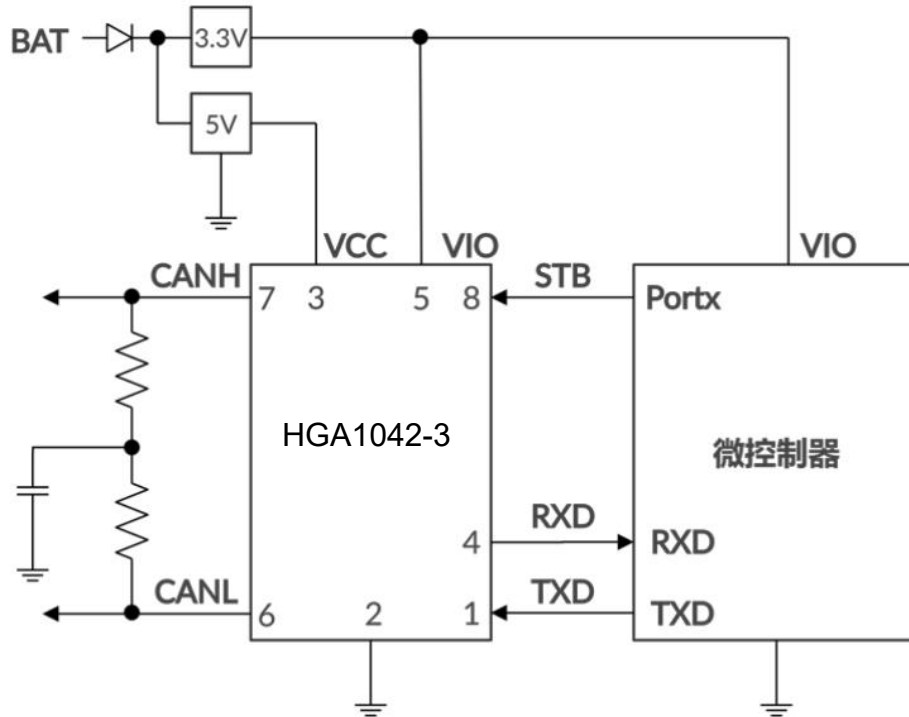 BAT
3.3V
5V
VCC
VIO
VIO
CANH
STB
7
3
5
8
Portx
HGA1042-3
微控制器
RXD
4
RXD
TXD
CANL
6
2
1
TXD